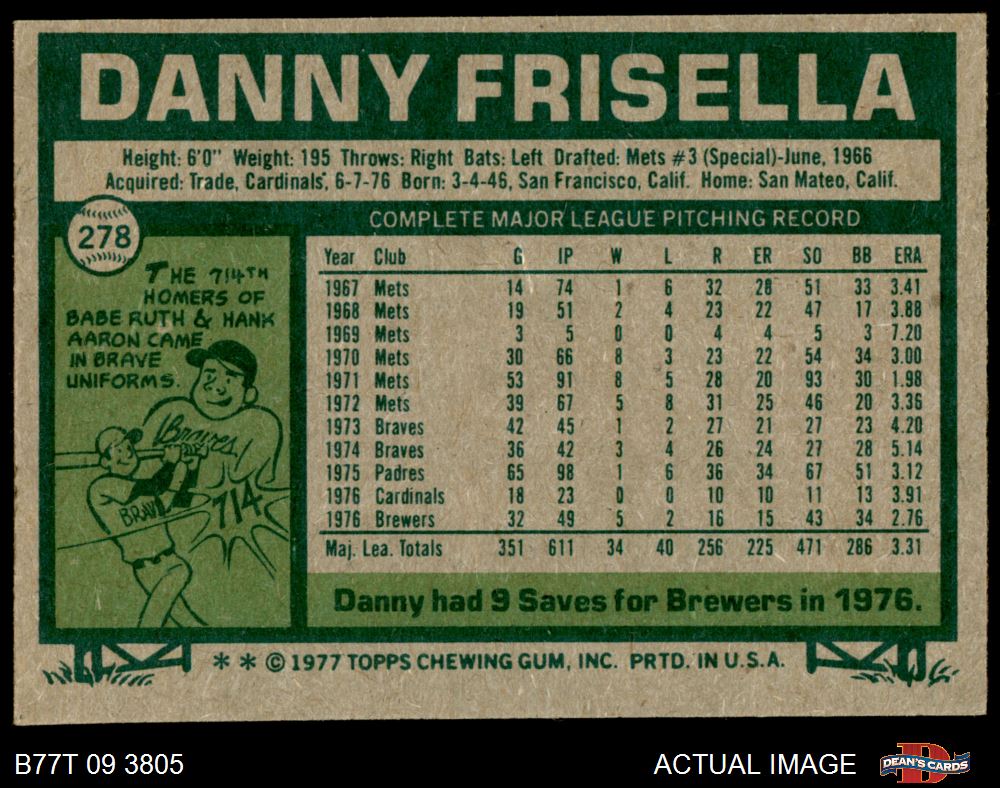 DANNY FRISELLA
Height: 6'0" Weight: 195 Throws: Right Bats: Left Drafted: Mets #3 (Special)-June, 1966
Acquired: Trade, Cardinals, 6-7-76 Born: 3-4-46, San Francisco, Calif. Home: San Mateo, Calif.
278
THE 714TH
HOMERS OF
BABE RUTH & HANK
AARON CAME
IN BRAVE
UNIFORMS.
Braves
BRAV
714
COMPLETE MAJOR LEAGUE PITCHING RECORD
Year Club G IP W L R ER SO BB ERA
1967 Mets 14 74 1 6 32 28 51 33 3.41
1968 Mets 19 51 2 4 23 22 47 17 3.88
1969 Mets 3 5 0 0 4 4 5 3 7.20
1970 Mets 30 66 8 3 23 22 54 34 3.00
1971 Mets 53 91 8 5 28 20 93 30 1.98
1972 Mets 39 67 5 8 31 25 46 20 3.36
1973 Braves 42 45 1 2 27 21 27 23 4.20
1974 Braves 36 42 3 4 26 24 27 28 5.14
1975 Padres 65 98 1 6 36 34 67 51 3.12
1976 Cardinals 18 23 0 0 10 10 11 13 3.91
1976 Brewers 32 49 5 2 16 15 43 34 2.76
Maj. Lea. Totals 351 611 34 40 256 225 471 286 3.31
Danny had 9 Saves for Brewers in 1976.
* * © 1977 TOPPS CHEWING GUM, INC. PRTD. IN U.S.A.
B77T 09 3805
ACTUAL IMAGE
D
DEAN'S CARDS